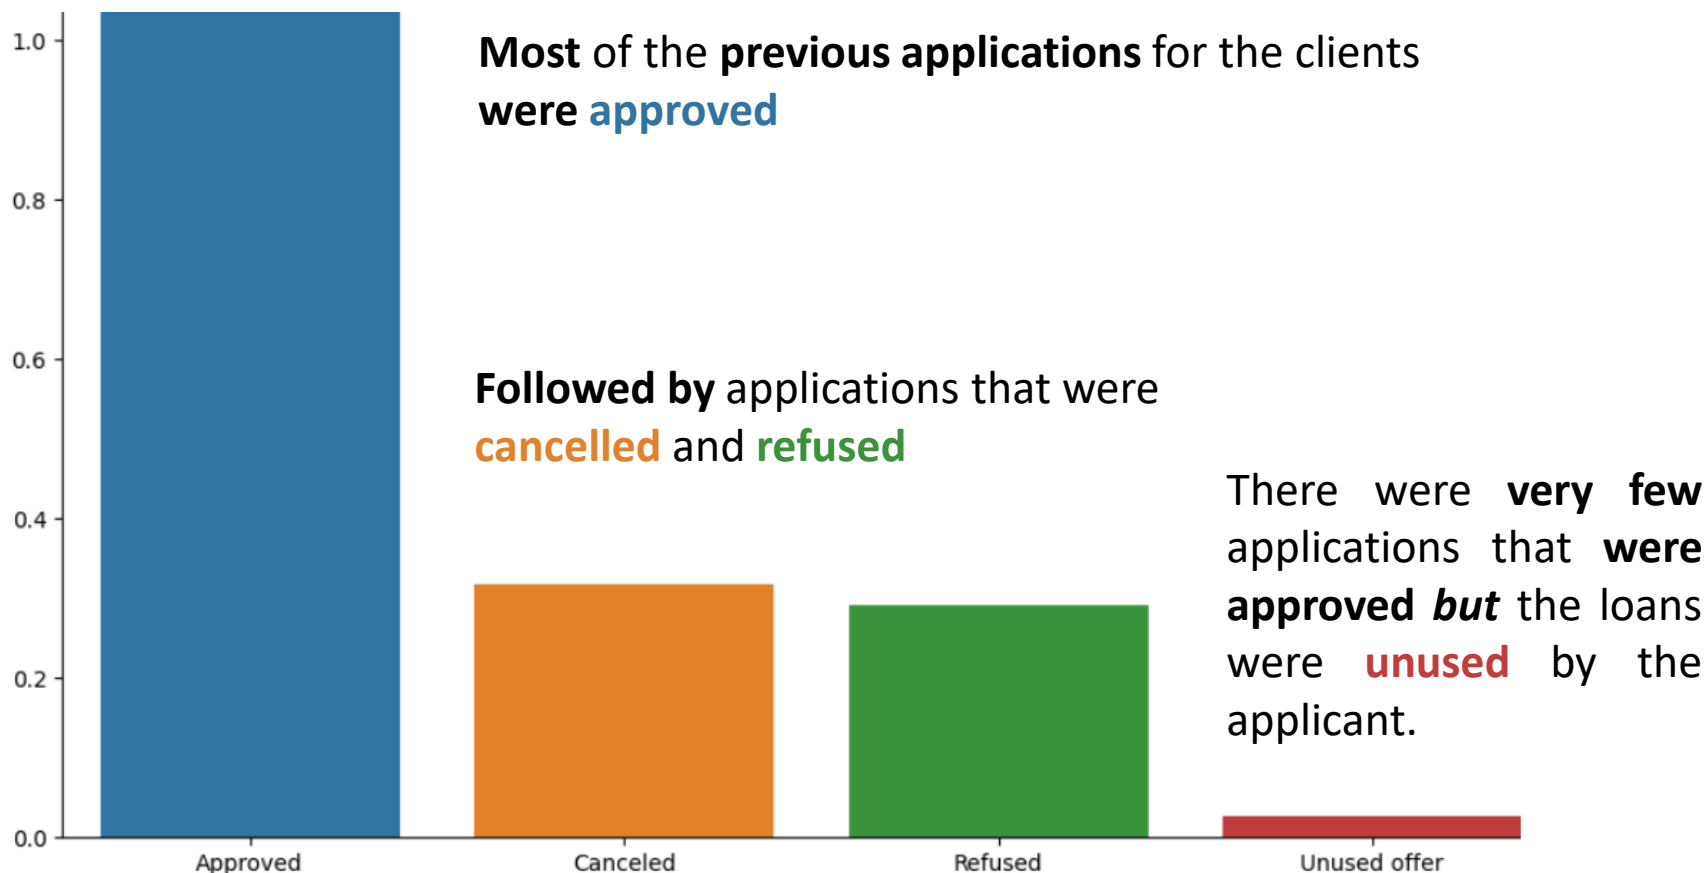 1.0
0.8
0.6
0.4
0.2
0.0
Most of the previous applications for the clients
were approved
Followed by applications that were
cancelled and refused
There were very few
applications that were
approved but the loans
were unused by the
applicant.
Approved
Canceled
Refused
Unused offer